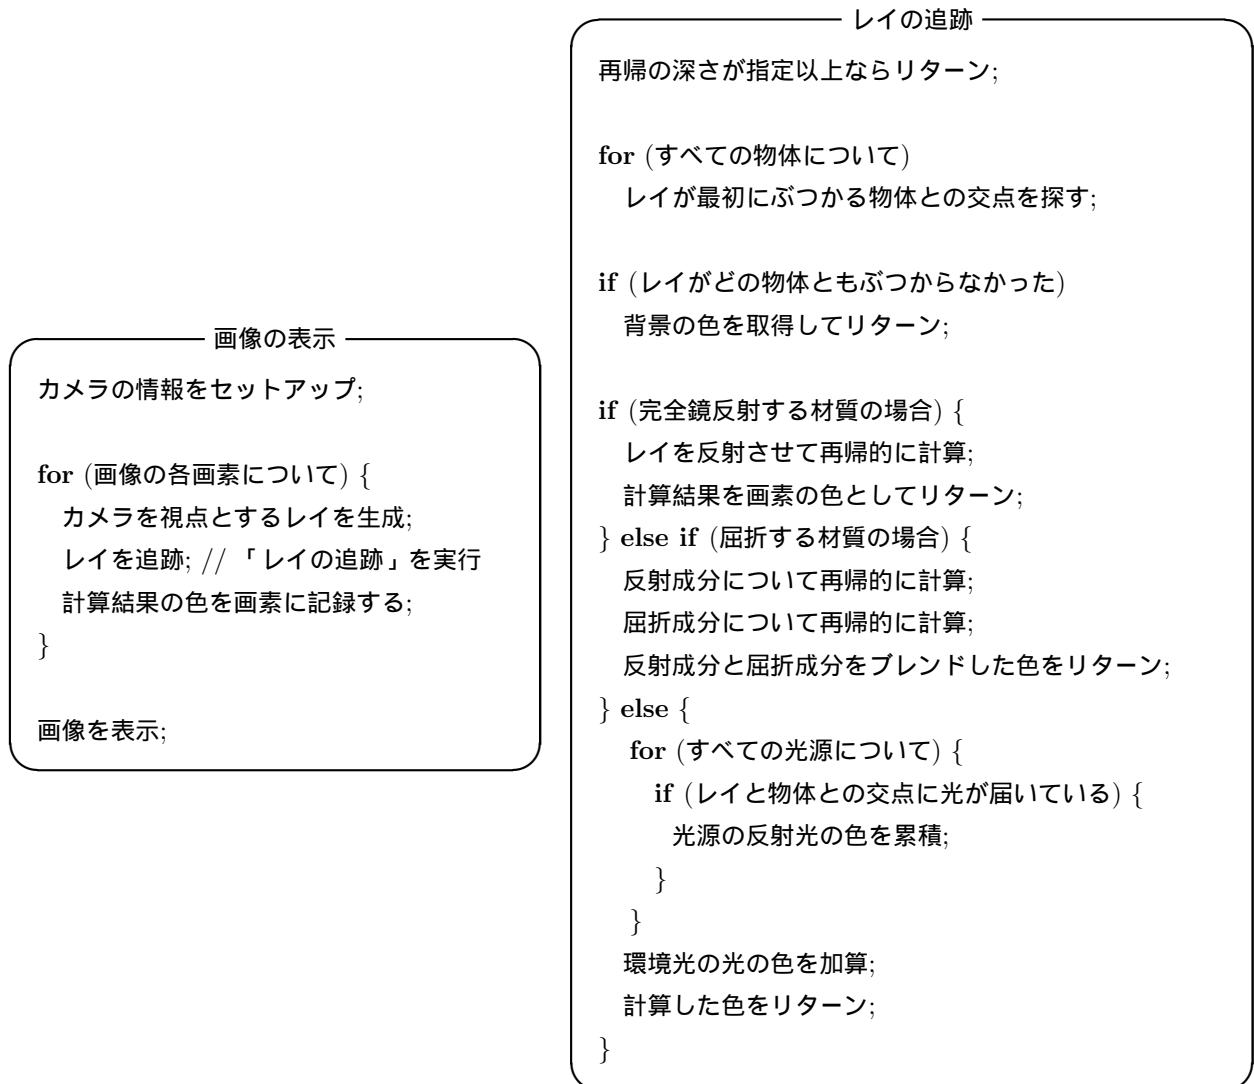 画像の表示
カメラの情報をセットアップ;
for (画像の各画素について) {
カメラを視点とするレイを生成;
レイを追跡; // 「レイの追跡」を実行
計算結果の色を画素に記録する;
}
画像を表示;
レイの追跡
再帰の深さが指定以上ならリターン;
for (すべての物体について)
レイが最初にぶつかる物体との交点を探す;
if (レイがどの物体ともぶつからなかった)
背景の色を取得してリターン;
if (完全鏡反射する材質の場合) {
レイを反射させて再帰的に計算;
計算結果を画素の色としてリターン;
} else if (屈折する材質の場合) {
反射成分について再帰的に計算;
屈折成分について再帰的に計算;
反射成分と屈折成分をブレンドした色をリターン;
} else {
for (すべての光源について) {
if (レイと物体との交点に光が届いている) {
光源の反射光の色を累積;
}
}
環境光の光の色を加算;
計算した色をリターン;
}